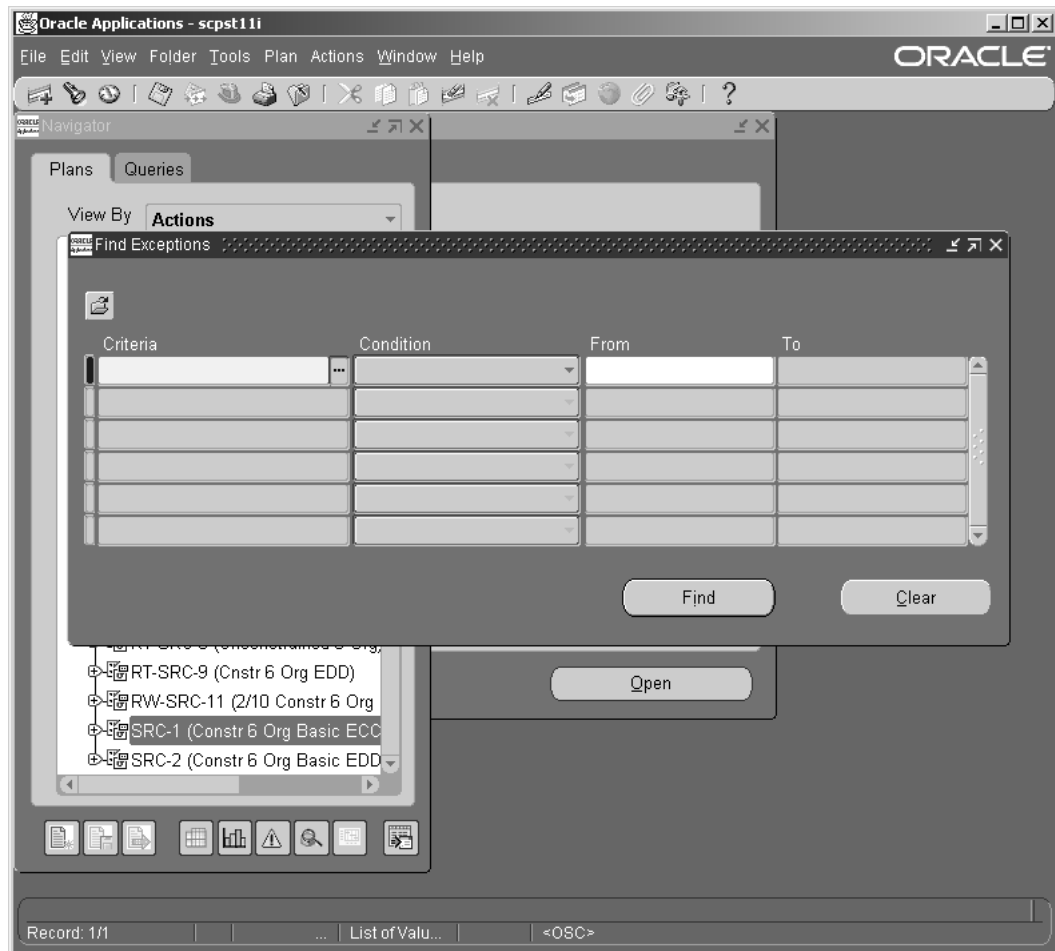 Oracle Applications - scpst11i
File Edit View Folder Tools Plan Actions Window Help
ORACLE
Navigator
Plans Queries
View By Actions
Find Exceptions
Criteria Condition From To
Find Clear
RT-SRC-9 (Cnstr 6 Org EDD)
RW-SRC-11 (2/10 Constr 6 Org
SRC-1 (Constr 6 Org Basic ECC
SRC-2 (Constr 6 Org Basic EDD
Open
Record: 1/1 ... List of Valu... <OSC>